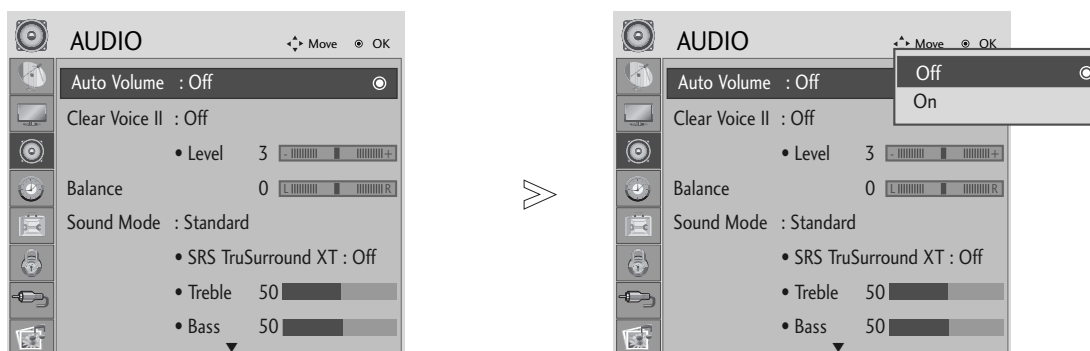 AUDIO
Move OK
Auto Volume : Off
Clear Voice II : Off
• Level 3 - +
Balance 0 L R
Sound Mode : Standard
• SRS TruSurround XT : Off
• Treble 50
• Bass 50
AUDIO
Move OK
Auto Volume : Off
Off
On
Clear Voice II : Off
• Level 3 - +
Balance 0 L R
Sound Mode : Standard
• SRS TruSurround XT : Off
• Treble 50
• Bass 50